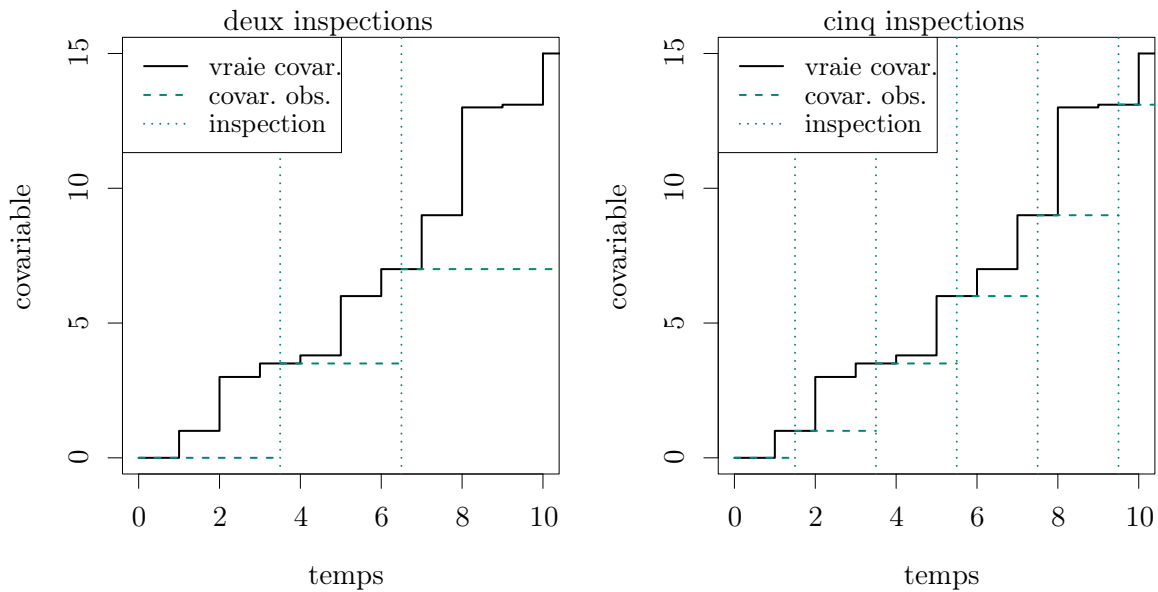 deux inspections
vraie covar.
covar. obs.
inspection
covariable
0
5
10
15
0 2 4 6 8 10
temps
cinq inspections
vraie covar.
covar. obs.
inspection
covariable
0
5
10
15
0 2 4 6 8 10
temps